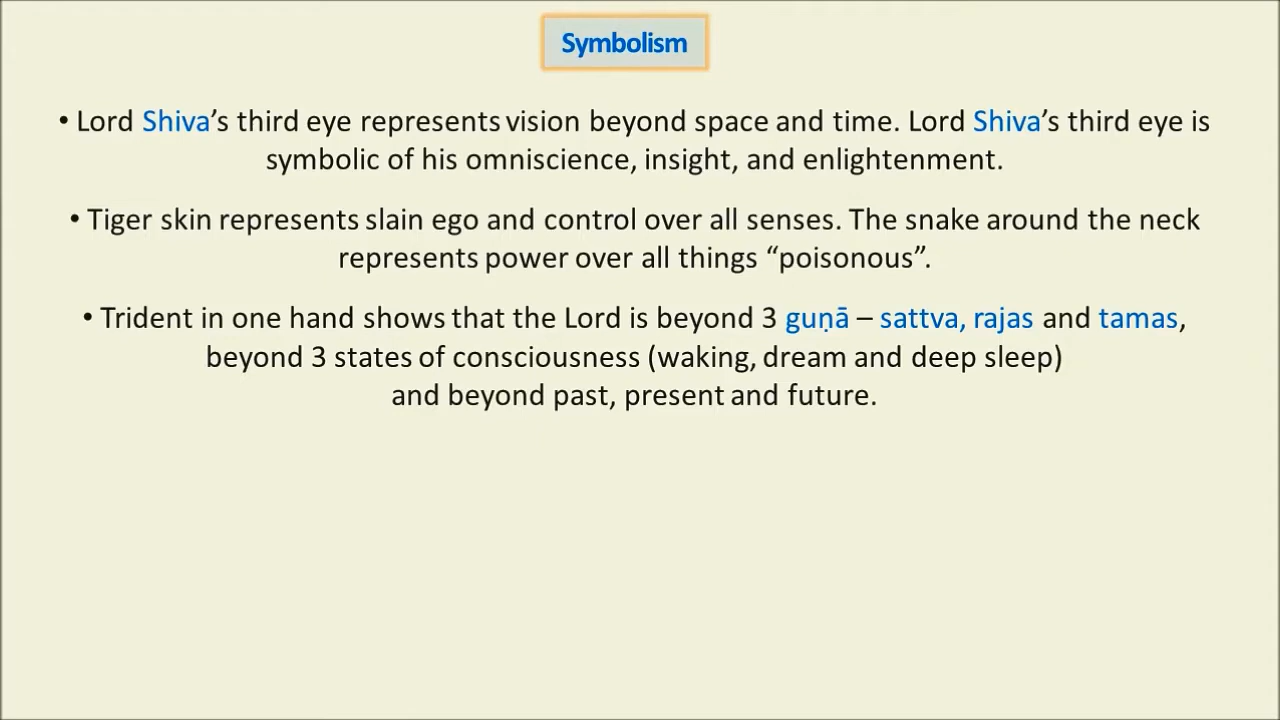 Symbolism
• Lord Shiva’s third eye represents vision beyond space and time. Lord Shiva’s third eye is
symbolic of his omniscience, insight, and enlightenment.
• Tiger skin represents slain ego and control over all senses. The snake around the neck
represents power over all things “poisonous”.
• Trident in one hand shows that the Lord is beyond 3 guṇā – sattva, rajas and tamas,
beyond 3 states of consciousness (waking, dream and deep sleep)
and beyond past, present and future.